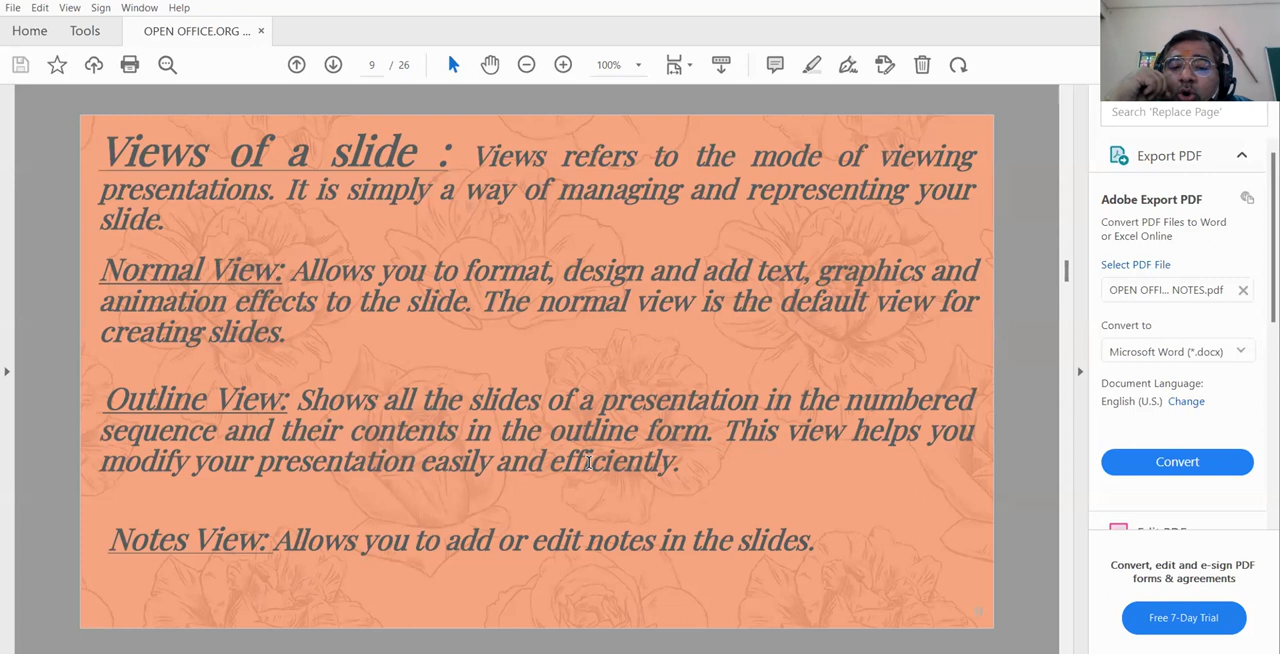 File Edit View Sign Window Help
Home Tools OPEN OFFICE.ORG ... ×
9 / 26 100%
Search 'Replace Page'
Views of a slide : Views refers to the mode of viewing
presentations. It is simply a way of managing and representing your
slide.
Normal View: Allows you to format, design and add text, graphics and
animation effects to the slide. The normal view is the default view for
creating slides.
Outline View: Shows all the slides of a presentation in the numbered
sequence and their contents in the outline form. This view helps you
modify your presentation easily and efficiently.
Notes View: Allows you to add or edit notes in the slides.
Export PDF
Adobe Export PDF
Convert PDF Files to Word
or Excel Online
Select PDF File
OPEN OFFI... NOTES.pdf
Convert to
Microsoft Word (*.docx)
Document Language:
English (U.S.) Change
Convert
Convert, edit and e-sign PDF
forms & agreements
Free 7-Day Trial